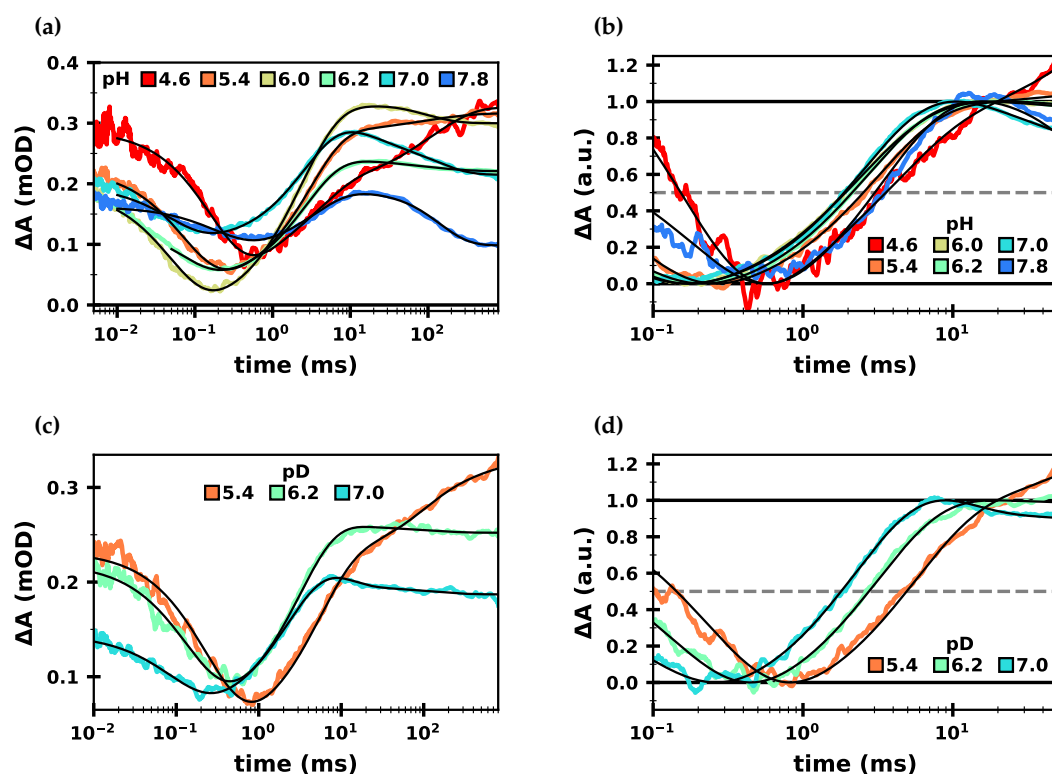 (a)
pH 4.6 5.4 6.0 6.2 7.0 7.8
0.4
0.3
0.2
0.1
0.0
ΔA (mOD)
10⁻² 10⁻¹ 10⁰ 10¹ 10²
time (ms)
(b)
1.2
1.0
0.8
0.6
0.4
0.2
0.0
ΔA (a.u.)
pH
4.6 6.0 7.0
5.4 6.2 7.8
10⁻¹ 10⁰ 10¹
time (ms)
(c)
pD
5.4 6.2 7.0
0.3
0.2
0.1
ΔA (mOD)
10⁻² 10⁻¹ 10⁰ 10¹ 10²
time (ms)
(d)
1.2
1.0
0.8
0.6
0.4
0.2
0.0
ΔA (a.u.)
pD
5.4 6.2 7.0
10⁻¹ 10⁰ 10¹
time (ms)